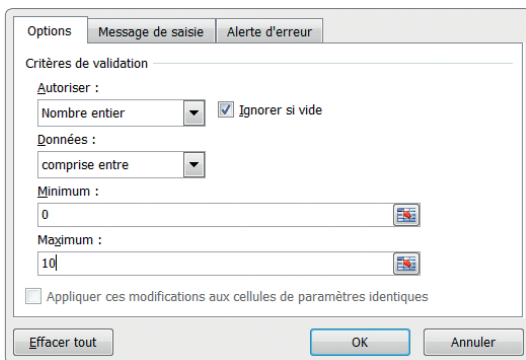 Options Message de saisie Alerte d'erreur
Critères de validation
Autoriser :
Nombre entier Ignorer si vide
Données :
comprise entre
Minimum :
0
Maximum :
10
Appliquer ces modifications aux cellules de paramètres identiques
Effacer tout OK Annuler